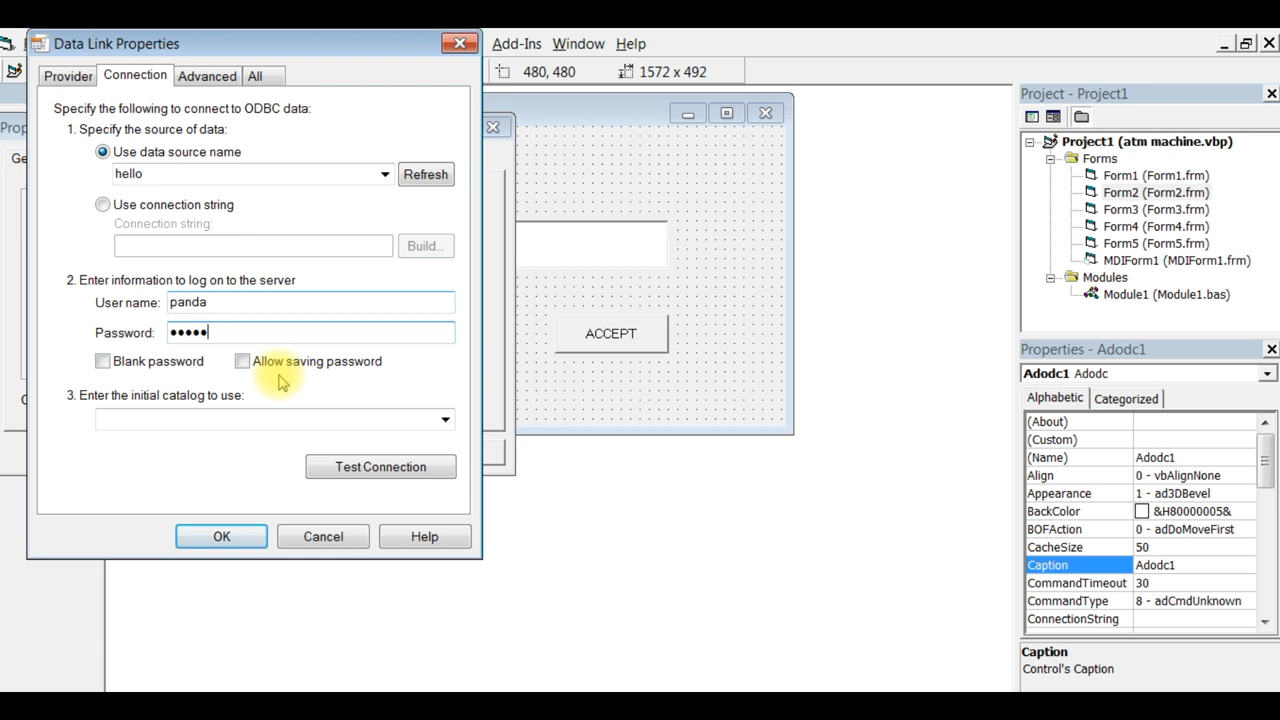 Data Link Properties
Add-Ins Window Help
Provider Connection Advanced All
480, 480 1572 x 492
Specify the following to connect to ODBC data:
1. Specify the source of data:
Use data source name
hello Refresh
Use connection string
Connection string:
Build...
2. Enter information to log on to the server
User name: panda
Password: •••••
Blank password Allow saving password
3. Enter the initial catalog to use:
Test Connection
OK Cancel Help
Prop
Ge
ACCEPT
Project - Project1
Project1 (atm machine.vbp)
Forms
Form1 (Form1.frm)
Form2 (Form2.frm)
Form3 (Form3.frm)
Form4 (Form4.frm)
Form5 (Form5.frm)
MDIForm1 (MDIForm1.frm)
Modules
Module1 (Module1.bas)
Properties - Adodc1
Adodc1 Adodc
Alphabetic Categorized
(About)
(Custom)
(Name) Adodc1
Align 0 - vbAlignNone
Appearance 1 - ad3DBevel
BackColor &H80000005&
BOFAction 0 - adDoMoveFirst
CacheSize 50
Caption Adodc1
CommandTimeout 30
CommandType 8 - adCmdUnknown
ConnectionString
Caption
Control's Caption